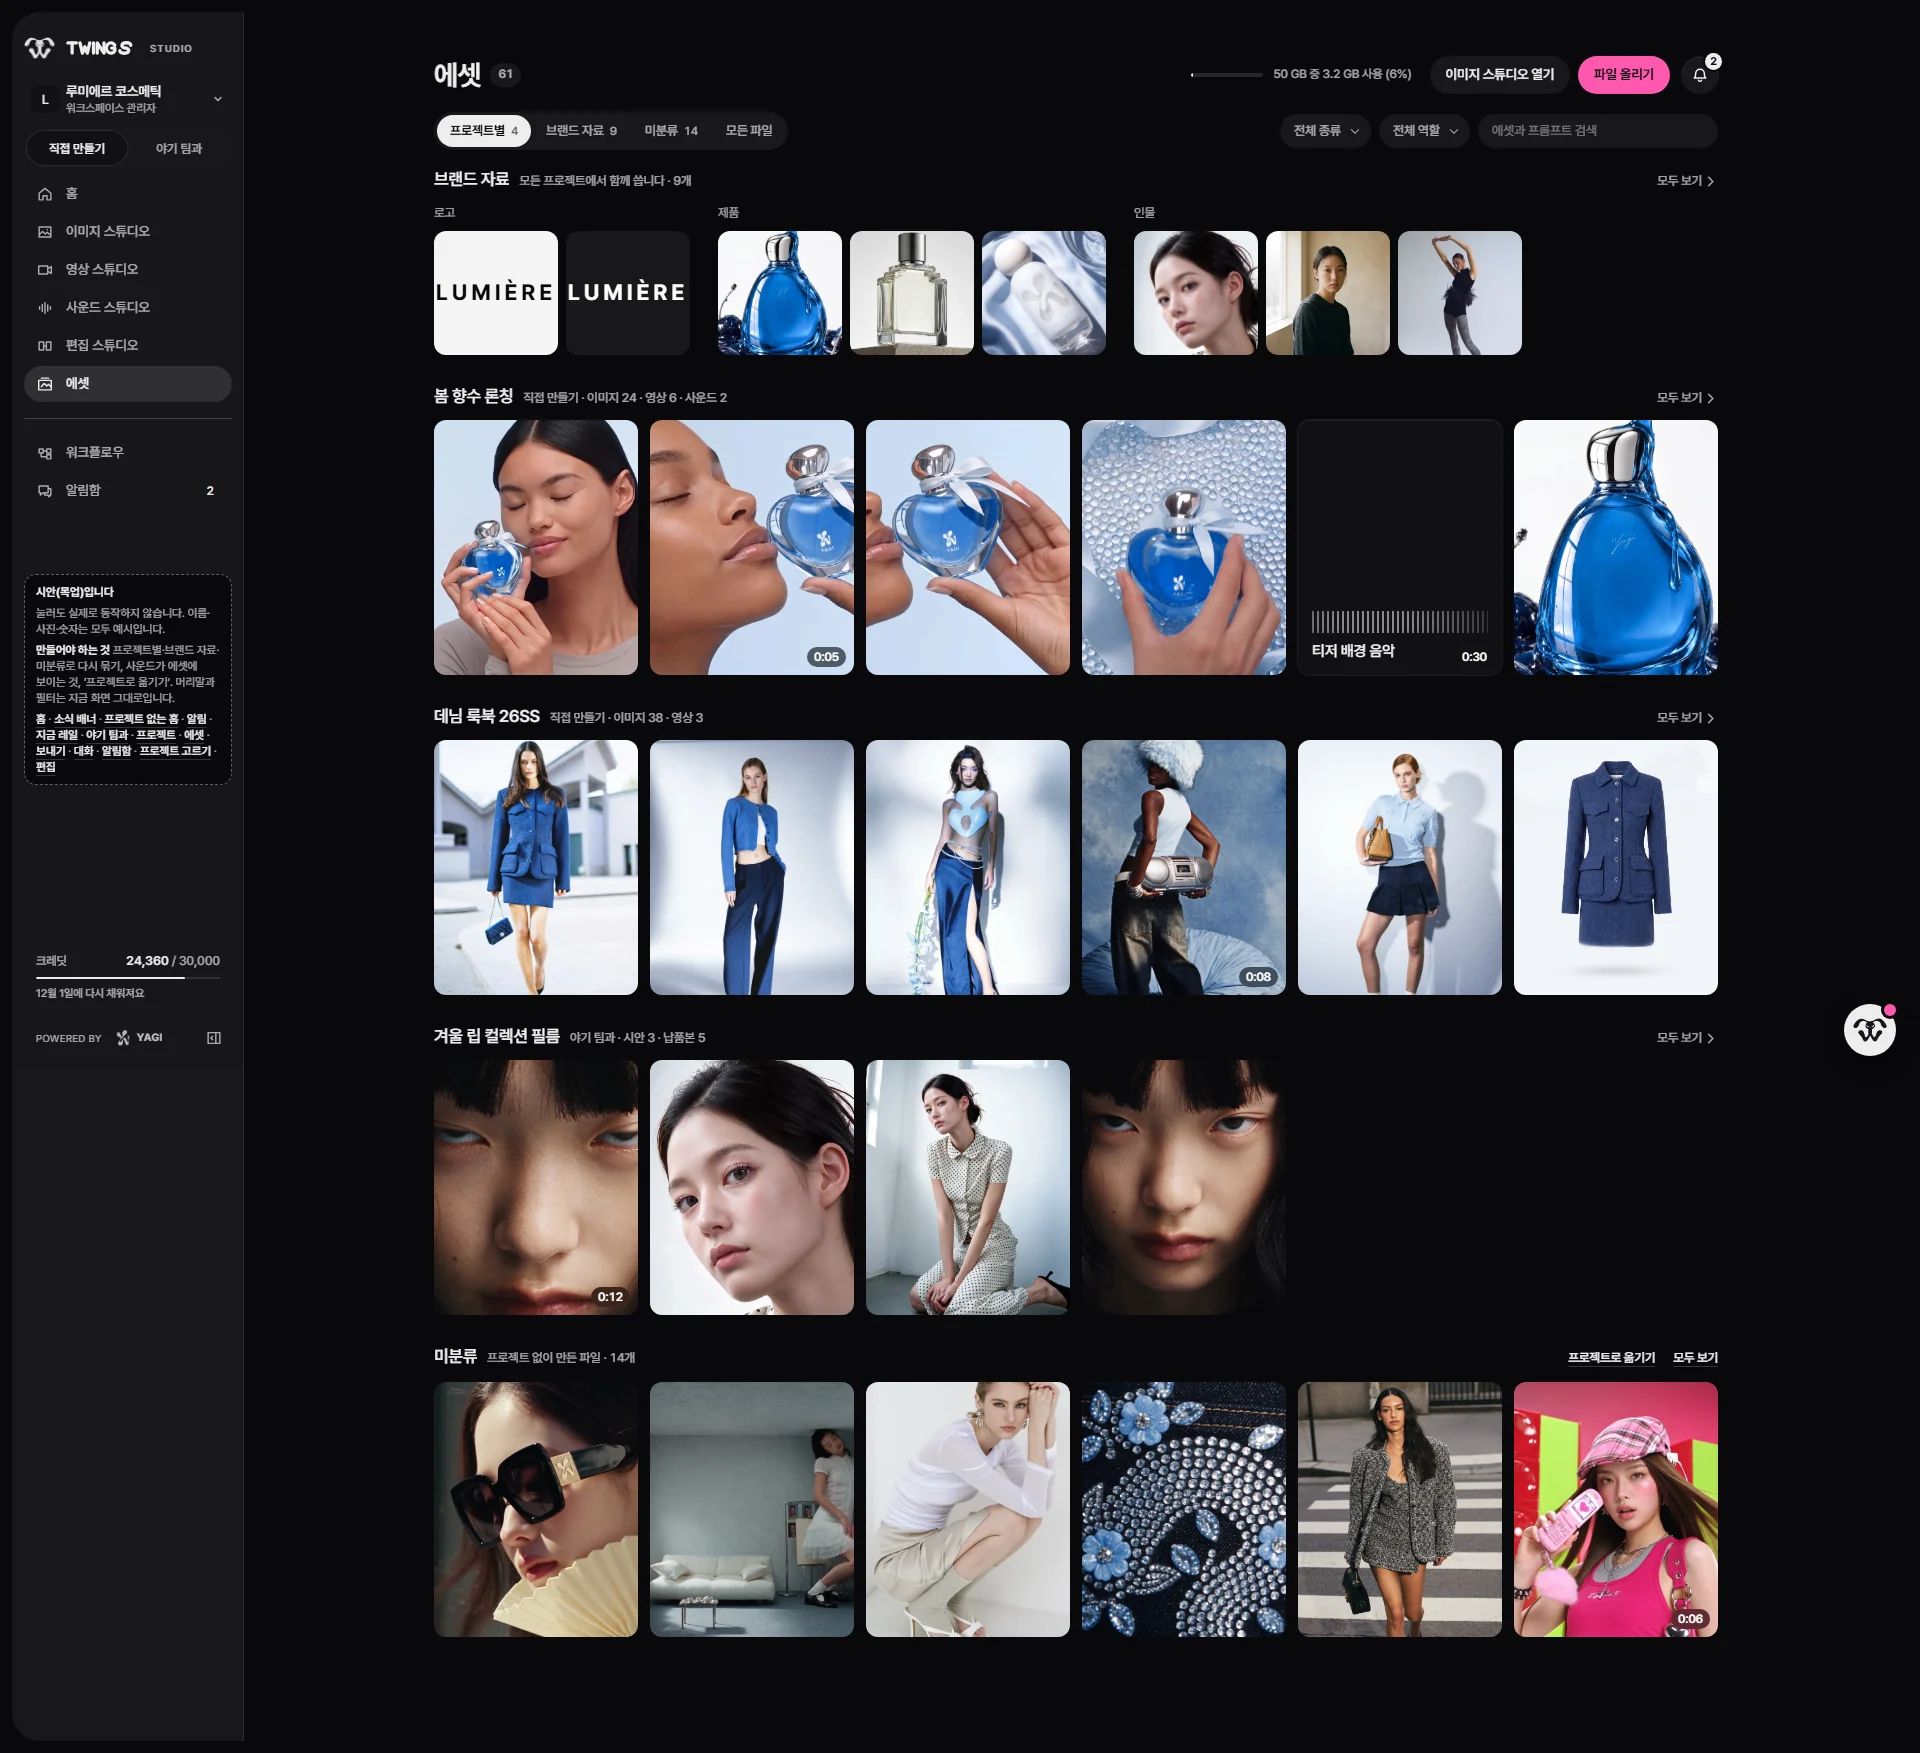 TWINGS STUDIO
L
루미에르 코스메틱
워크스페이스 관리자
직접 만들기
야기 팀과
홈
이미지 스튜디오
영상 스튜디오
사운드 스튜디오
편집 스튜디오
에셋
워크플로우
알림함 2
시안(목업)입니다
눌러도 실제로 동작하지 않습니다. 이름·
사진·숫자는 모두 예시입니다.
만들어야 하는 것 프로젝트별·브랜드 자료·
미분류로 다시 묶기, 사운드가 에셋에
보이는 것, '프로젝트로 옮기기'. 머리말과
필터는 지금 화면 그대로입니다.
홈 · 소식 배너 · 프로젝트 없는 홈 · 알림 ·
지금 레일 · 야기 팀과 · 프로젝트 · 에셋 ·
보내기 · 대화 · 알림함 · 프로젝트 고르기 ·
편집
크레딧 24,360 / 30,000
12월 1일에 다시 채워져요
POWERED BY YAGI
에셋 61
50 GB 중 3.2 GB 사용 (6%)
이미지 스튜디오 열기
파일 올리기
2
프로젝트별 4
브랜드 자료 9
미분류 14
모든 파일
전체 종류
전체 역할
에셋과 프롬프트 검색
브랜드 자료 모든 프로젝트에서 함께 씁니다 · 9개
모두 보기
로고
제품
인물
LUMIÈRE
LUMIÈRE
봄 향수 론칭 직접 만들기 · 이미지 24 · 영상 6 · 사운드 2
모두 보기
YAGI
0:05
YAGI
티저 배경 음악
0:30
Yagi
데님 룩북 26SS 직접 만들기 · 이미지 38 · 영상 3
모두 보기
0:08
겨울 립 컬렉션 필름 야기 팀과 · 시안 3 · 납품본 5
모두 보기
0:12
미분류 프로젝트 없이 만든 파일 · 14개
프로젝트로 옮기기
모두 보기
0:06